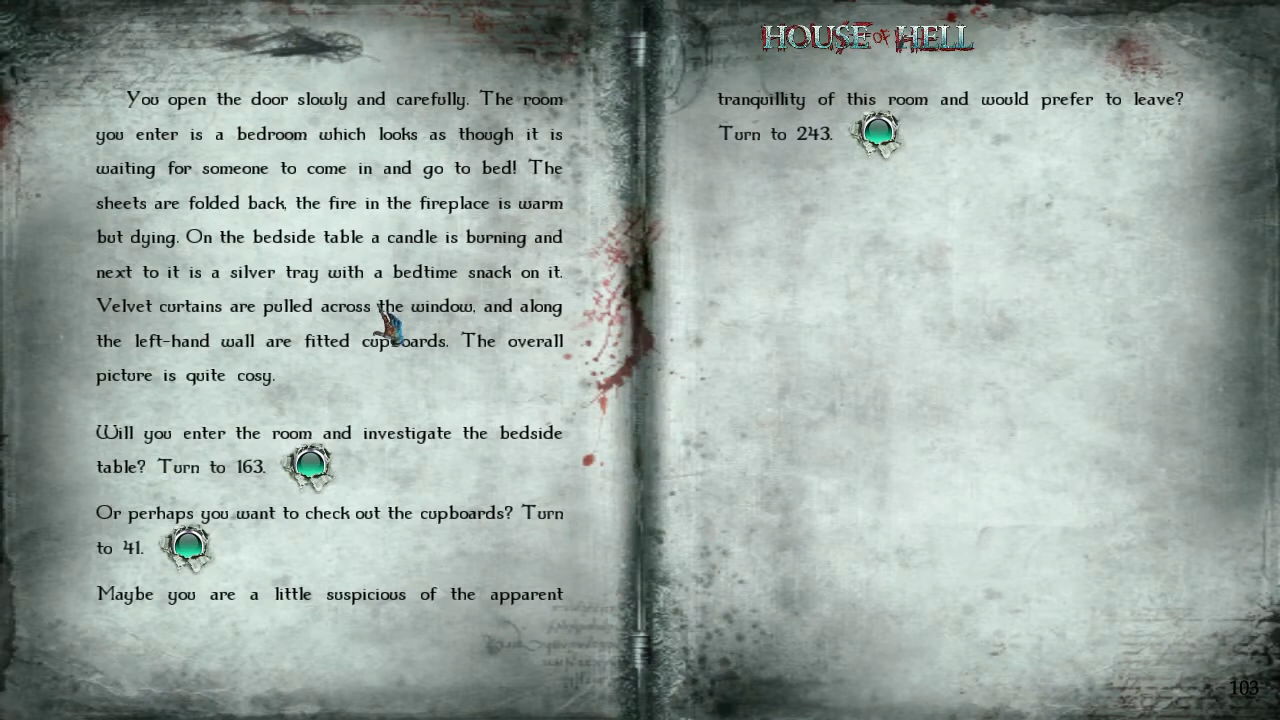 You open the door slowly and carefully. The room
you enter is a bedroom which looks as though it is
waiting for someone to come in and go to bed! The
sheets are folded back, the fire in the fireplace is warm
but dying. On the bedside table a candle is burning and
next to it is a silver tray with a bedtime snack on it.
Velvet curtains are pulled across the window, and along
the left-hand wall are fitted cupboards. The overall
picture is quite cosy.
Will you enter the room and investigate the bedside
table? Turn to 163.
Or perhaps you want to check out the cupboards? Turn
to 41.
Maybe you are a little suspicious of the apparent
HOUSE OF HELL
tranquillity of this room and would prefer to leave?
Turn to 243.
103